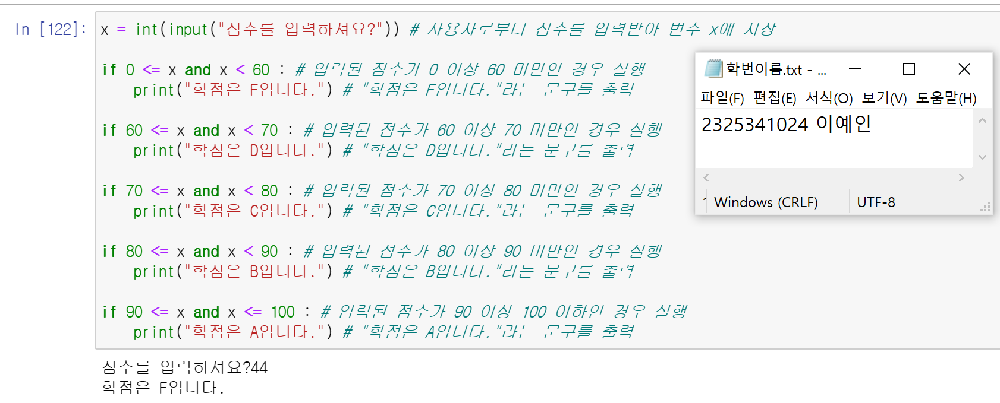 In [122]:
x = int(input("점수를 입력하셔요?")) # 사용자로부터 점수를 입력받아 변수 x에 저장
if 0 <= x and x < 60 : # 입력된 점수가 0 이상 60 미만인 경우 실행
print("학점은 F입니다.") # "학점은 F입니다."라는 문구를 출력
if 60 <= x and x < 70 : # 입력된 점수가 60 이상 70 미만인 경우 실행
print("학점은 D입니다.") # "학점은 D입니다."라는 문구를 출력
if 70 <= x and x < 80 : # 입력된 점수가 70 이상 80 미만인 경우 실행
print("학점은 C입니다.") # "학점은 C입니다."라는 문구를 출력
if 80 <= x and x < 90 : # 입력된 점수가 80 이상 90 미만인 경우 실행
print("학점은 B입니다.") # "학점은 B입니다."라는 문구를 출력
if 90 <= x and x <= 100 : # 입력된 점수가 90 이상 100 이하인 경우 실행
print("학점은 A입니다.") # "학점은 A입니다."라는 문구를 출력
점수를 입력하셔요?44
학점은 F입니다.
학번이름.txt - ...
파일(F) 편집(E) 서식(O) 보기(V) 도움말(H)
2325341024 이예인
1 Windows (CRLF) UTF-8